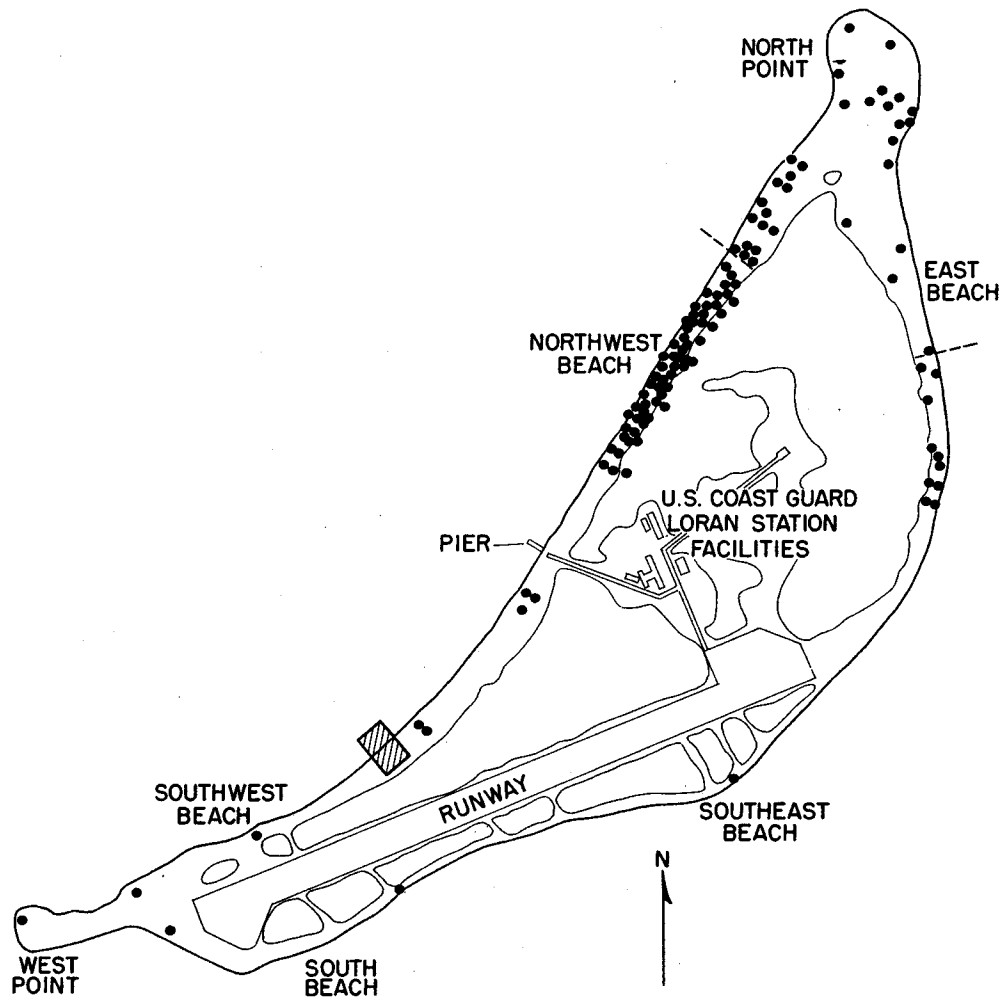 NORTH
POINT
EAST
BEACH
NORTHWEST
BEACH
U.S. COAST GUARD
LORAN STATION
FACILITIES
PIER
SOUTHWEST
BEACH
RUNWAY
SOUTHEAST
BEACH
N
WEST
POINT
SOUTH
BEACH